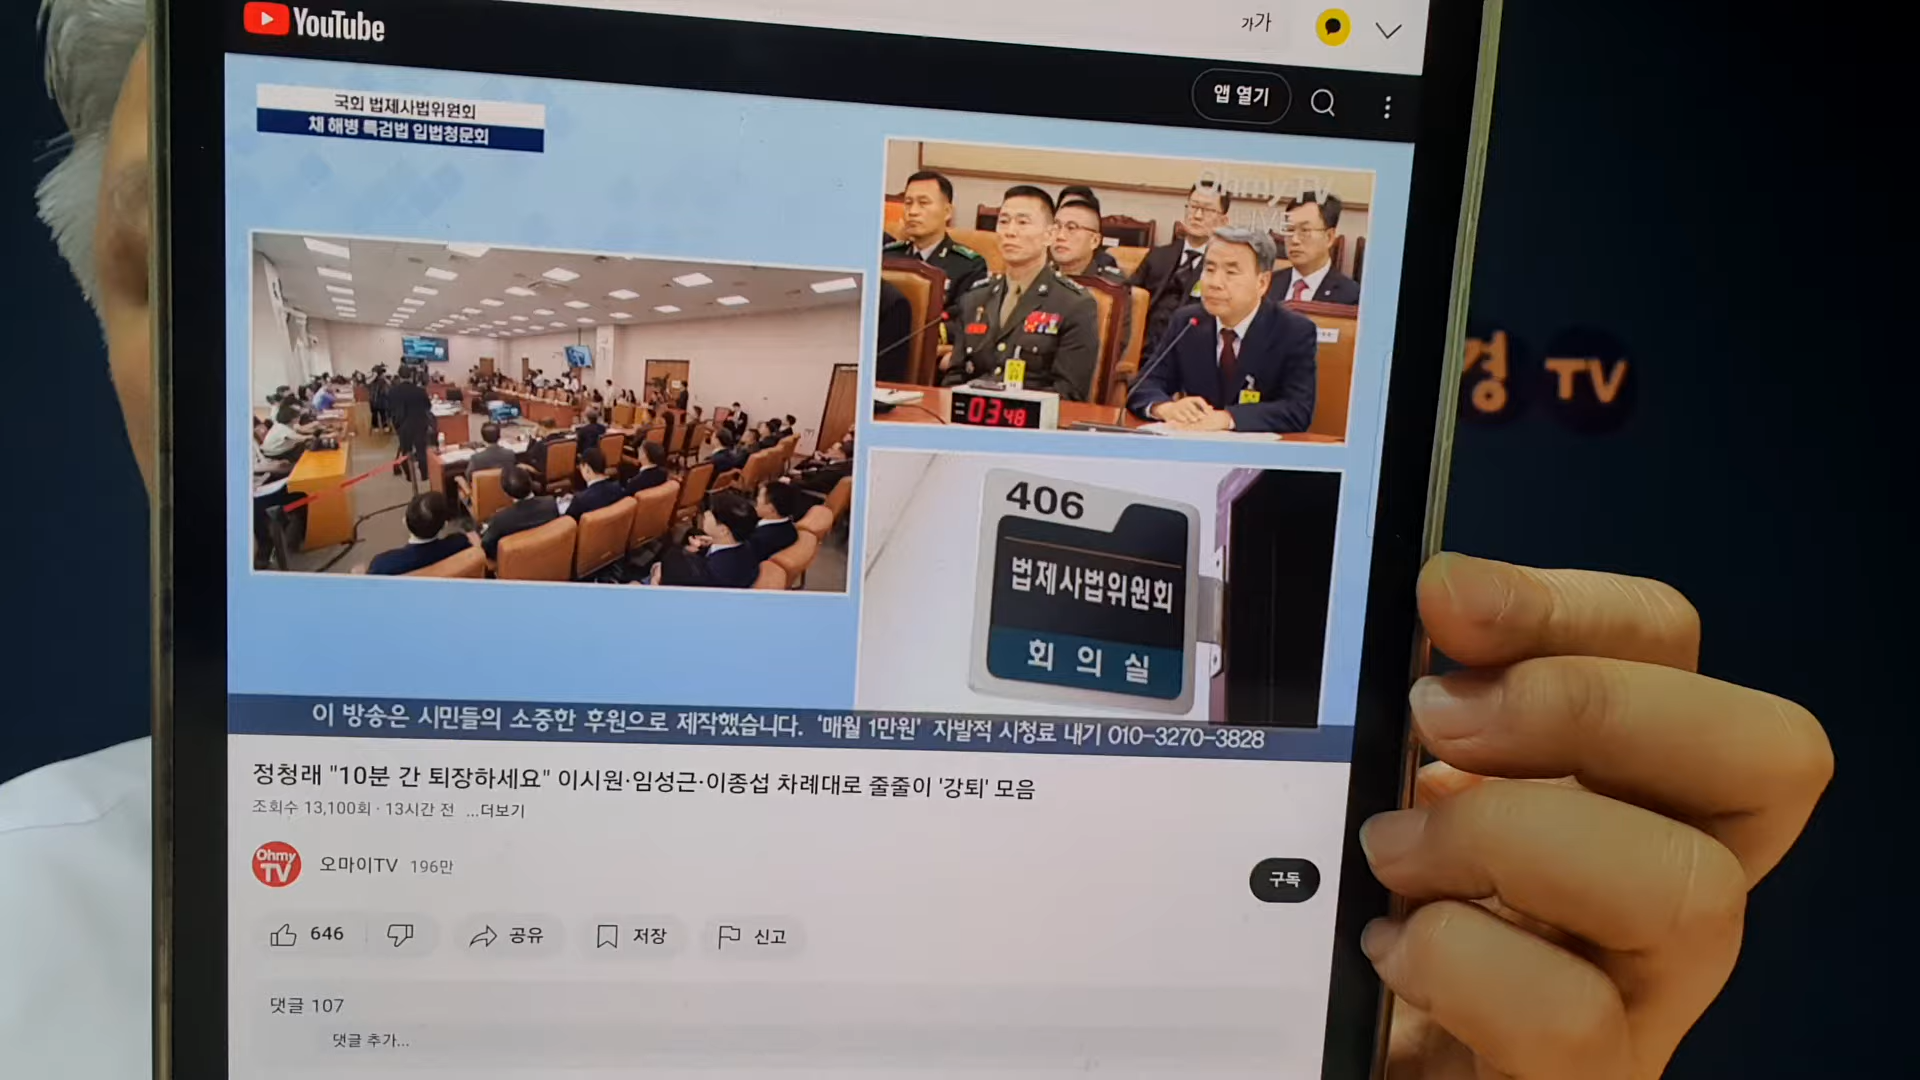 YouTube
가가
앱 열기
국회 법제사법위원회
채 해병 특검법 입법청문회
OhmyTV
LIVE
03 48
경 TV
406
법제사법위원회
회 의 실
이 방송은 시민들의 소중한 후원으로 제작했습니다. '매월 1만원' 자발적 시청료 내기 010-3270-3828
정청래 "10분 간 퇴장하세요" 이시원·임성근·이종섭 차례대로 줄줄이 '강퇴' 모음
조회수 13,100회 · 13시간 전 ...더보기
Ohmy TV
오마이TV 196만
구독
646
공유
저장
신고
댓글 107
댓글 추가...